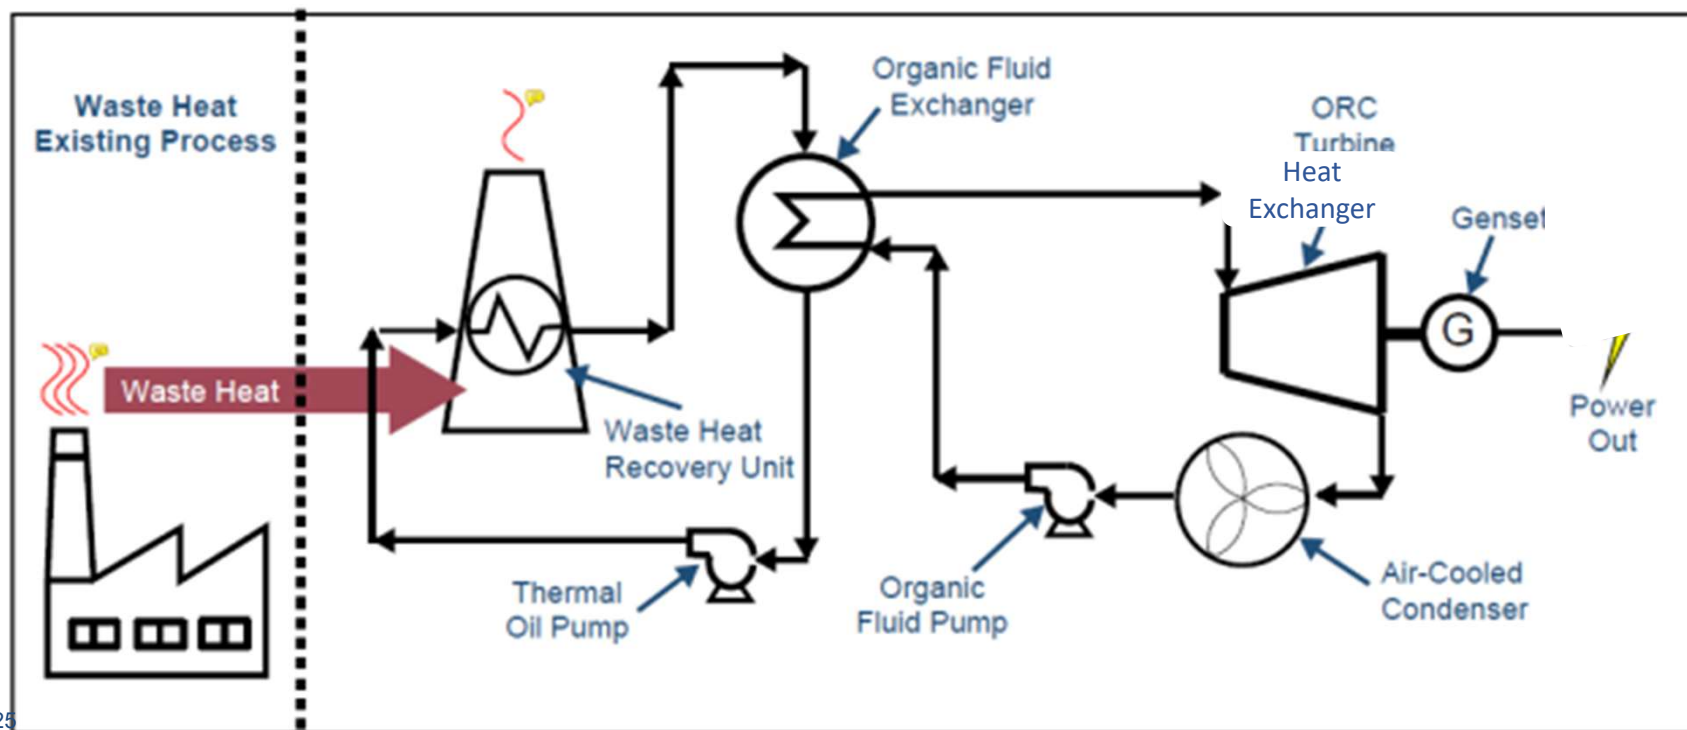 Waste Heat
Existing Process
Waste Heat
Waste Heat
Recovery Unit
Thermal
Oil Pump
Organic Fluid
Exchanger
Organic
Fluid Pump
ORC
Turbine
Heat
Exchanger
Genset
G
Power
Out
Air-Cooled
Condenser
25